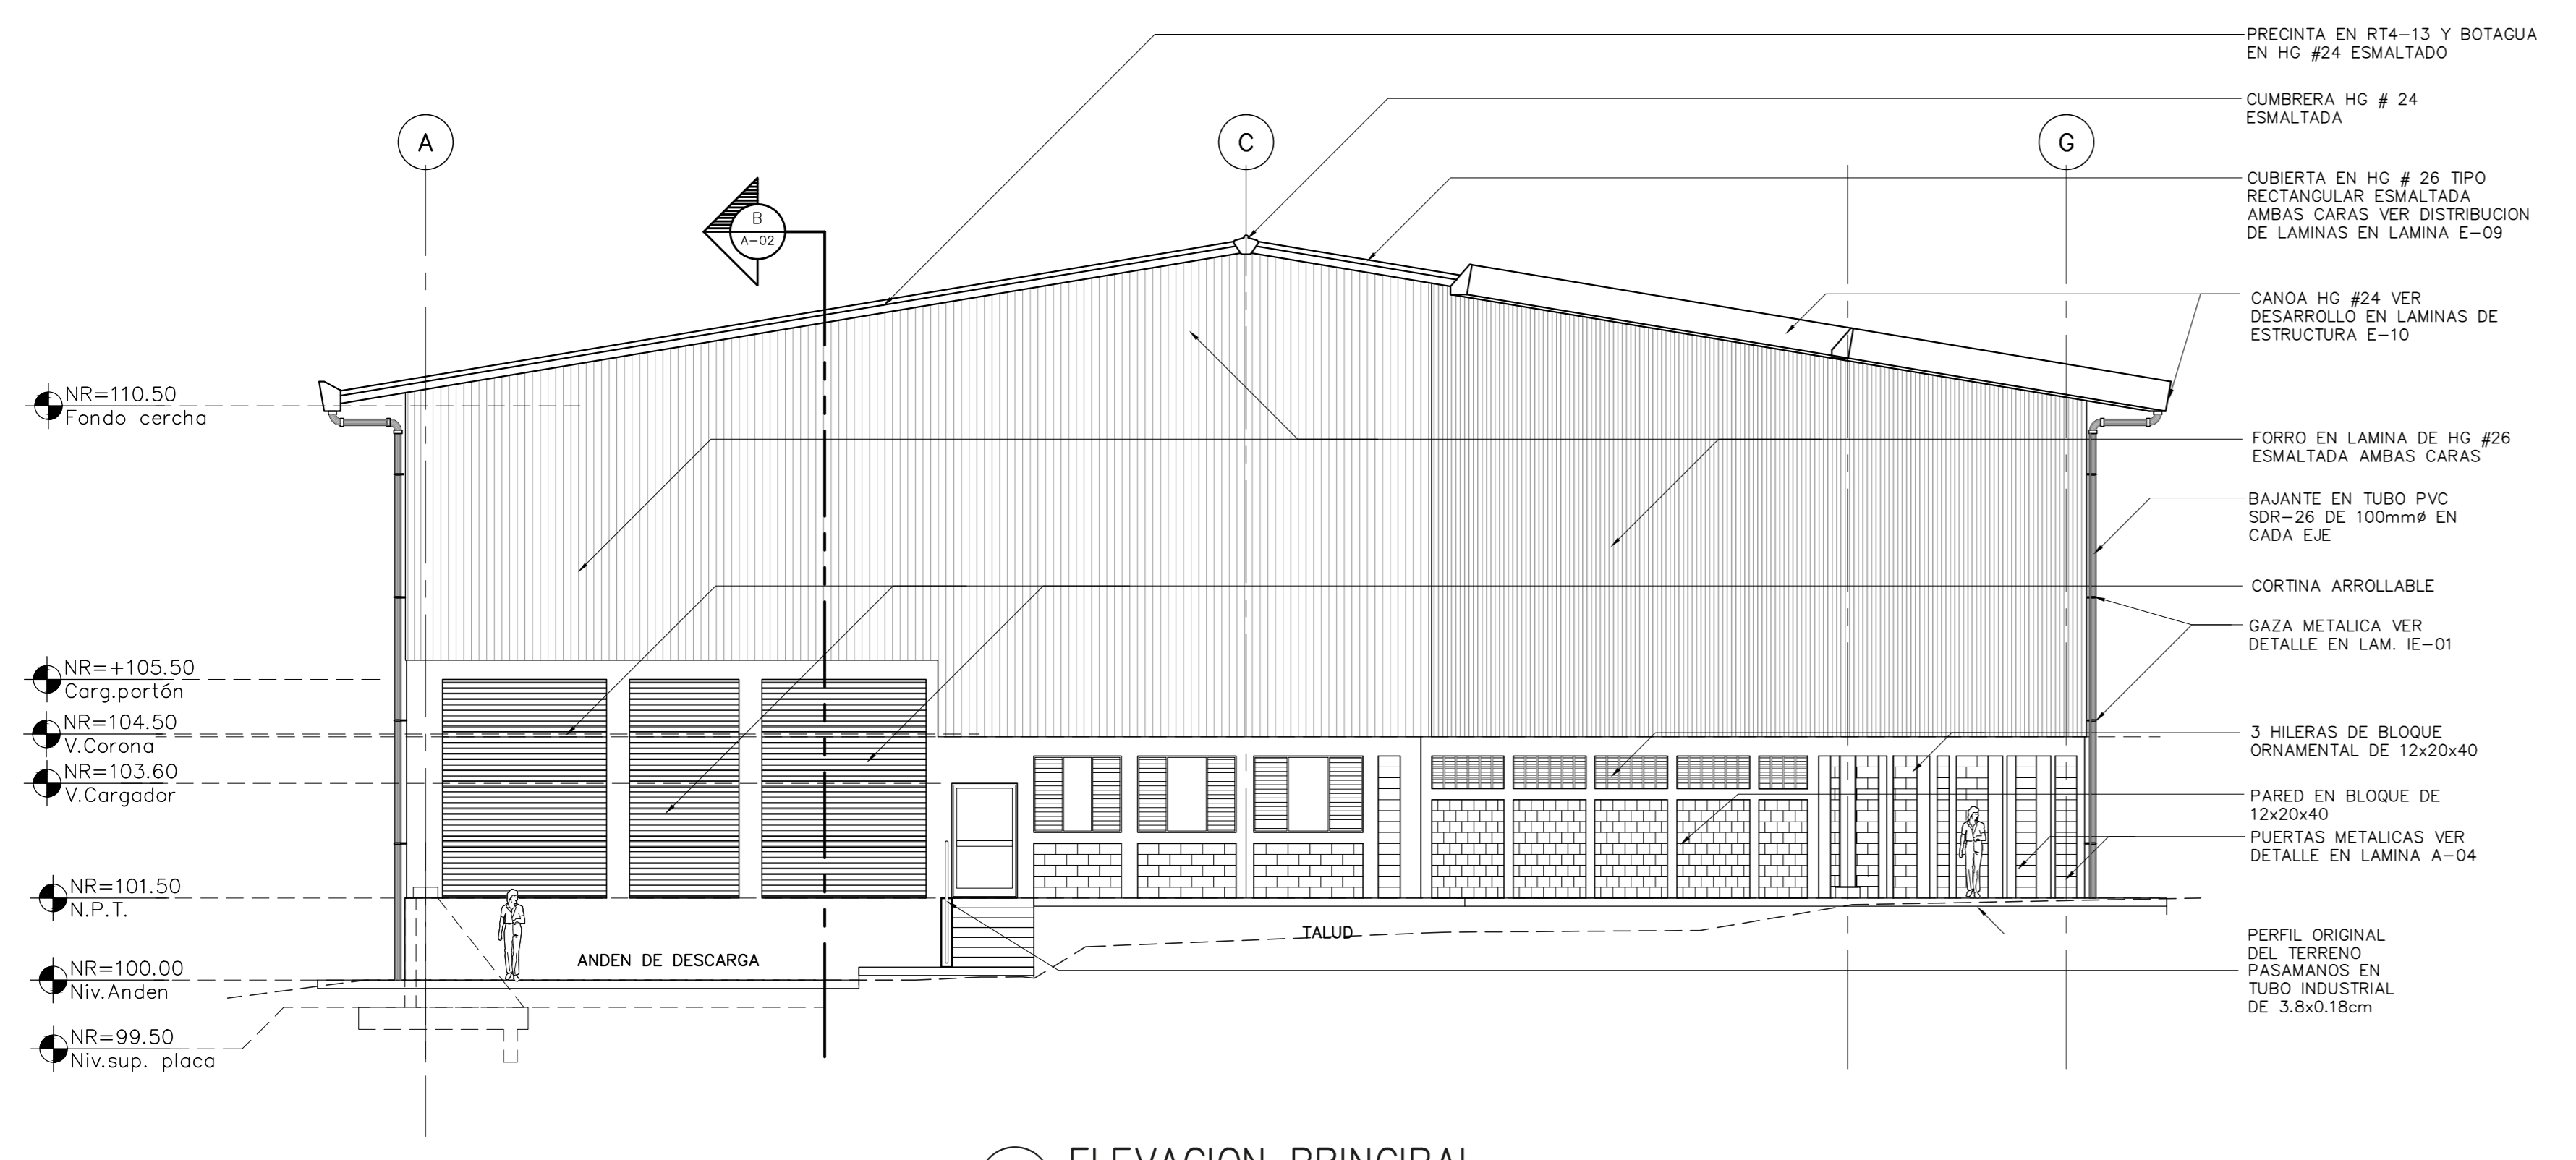 PRECINTA EN RT4-13 Y BOTAGUA
EN HG #24 ESMALTADO
CUMBRERA HG # 24
ESMALTADA
A
C
G
CUBIERTA EN HG # 26 TIPO
RECTANGULAR ESMALTADA
AMBAS CARAS VER DISTRIBUCION
DE LAMINAS EN LAMINA E-09
B
A-02
CANOA HG #24 VER
DESARROLLO EN LAMINAS DE
ESTRUCTURA E-10
NR=110.50
Fondo cercha
FORRO EN LAMINA DE HG #26
ESMALTADA AMBAS CARAS
BAJANTE EN TUBO PVC
SDR-26 DE 100mmø EN
CADA EJE
CORTINA ARROLLABLE
GAZA METALICA VER
DETALLE EN LAM. IE-01
NR=+105.50
Carg.portón
NR=104.50
V.Corona
NR=103.60
V.Cargador
3 HILERAS DE BLOQUE
ORNAMENTAL DE 12x20x40
PARED EN BLOQUE DE
12x20x40
PUERTAS METALICAS VER
DETALLE EN LAMINA A-04
NR=101.50
N.P.T.
TALUD
ANDEN DE DESCARGA
NR=100.00
Niv.Anden
PERFIL ORIGINAL
DEL TERRENO
PASAMANOS EN
TUBO INDUSTRIAL
DE 3.8x0.18cm
NR=99.50
Niv.sup. placa
ELEVACION PRINCIPAL